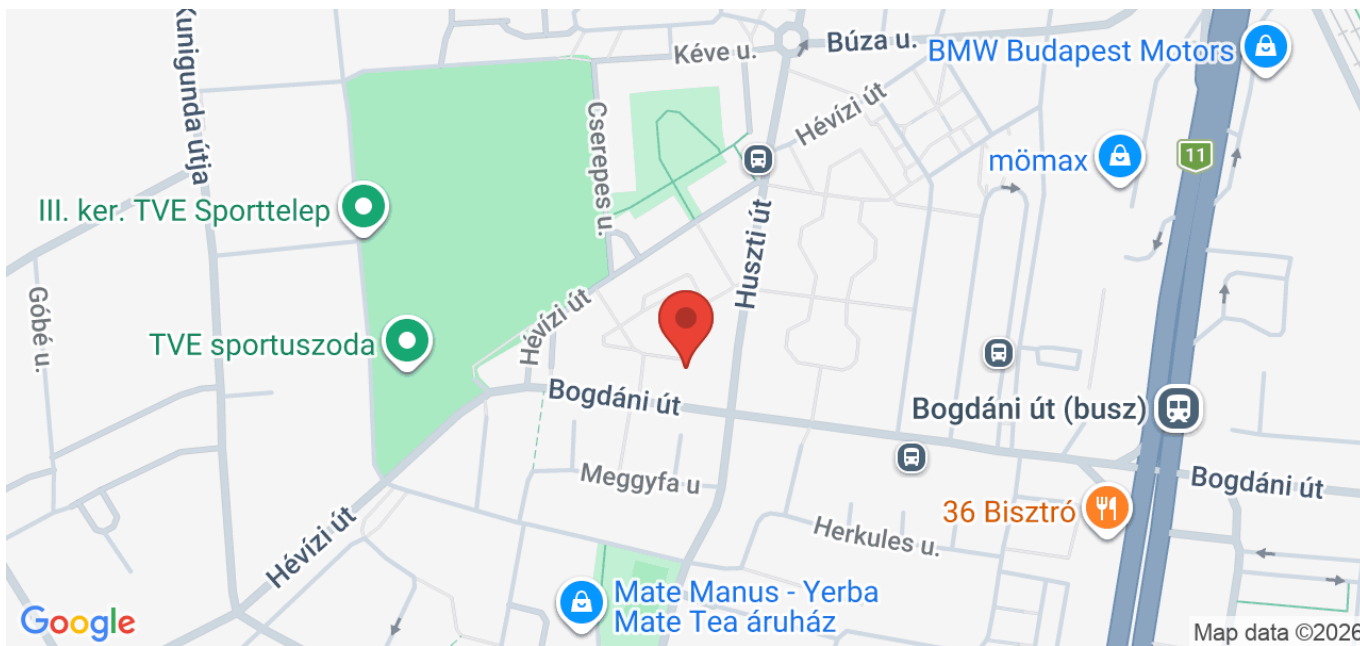 Kunigunda útja
Kéve u.
Búza u.
BMW Budapest Motors
Hévízi út
Cserepes u.
mömax
11
III. ker. TVE Sporttelep
Huszti út
Góbé u.
TVE sportuszoda
Hévízi út
Bogdáni út
Bogdáni út (busz)
Meggyfa u
Bogdáni út
36 Bisztró
Herkules u.
Hévízi út
Mate Manus - Yerba
Mate Tea áruház
Google
Map data ©2026